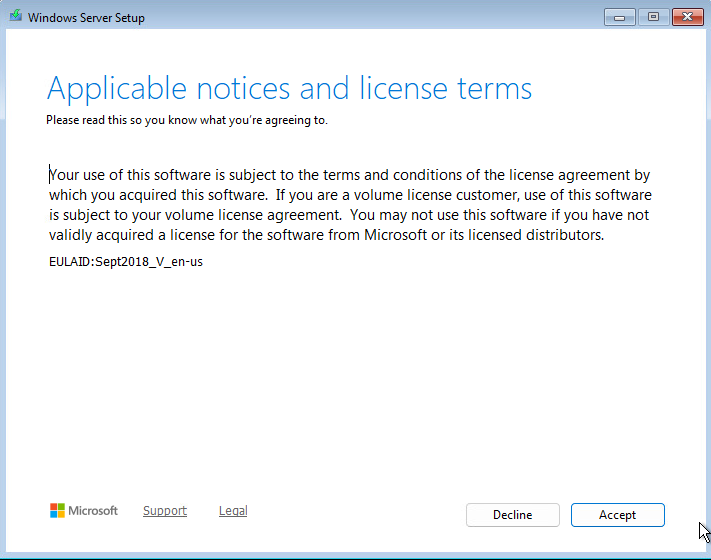 Windows Server Setup
Applicable notices and license terms
Please read this so you know what you're agreeing to.
Your use of this software is subject to the terms and conditions of the license agreement by
which you acquired this software.  If you are a volume license customer, use of this software
is subject to your volume license agreement.  You may not use this software if you have not
validly acquired a license for the software from Microsoft or its licensed distributors.
EULAID:Sept2018_V_en-us
Microsoft Support Legal Decline Accept